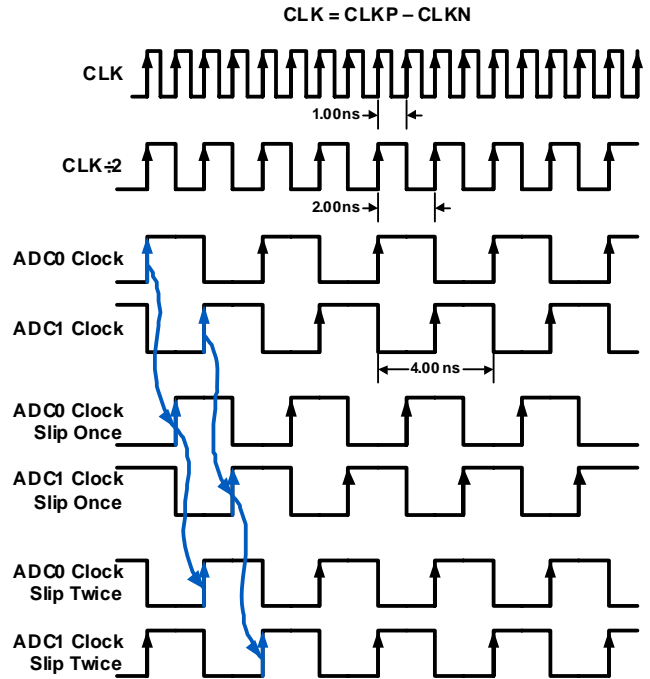 CLK = CLKP – CLKN
CLK
1.00ns
CLK÷2
2.00ns
ADC0 Clock
ADC1 Clock
4.00 ns
ADC0 Clock
Slip Once
ADC1 Clock
Slip Once
ADC0 Clock
Slip Twice
ADC1 Clock
Slip Twice